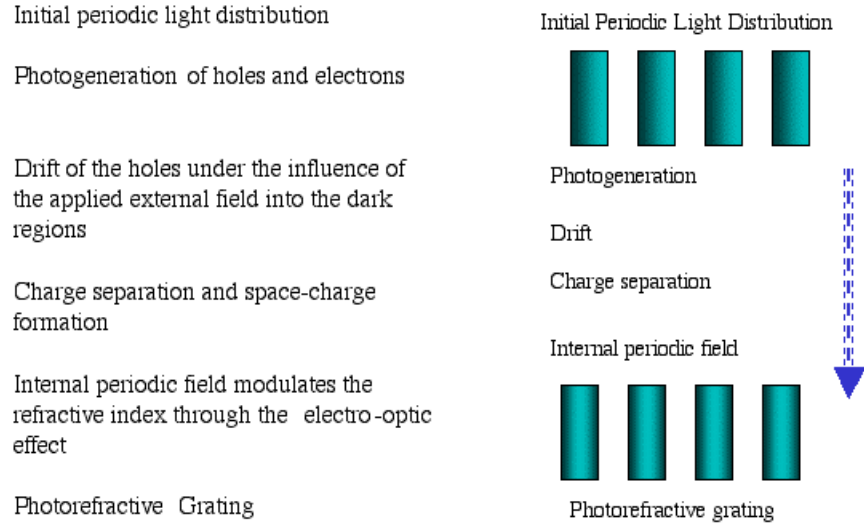 Initial periodic light distribution
Photogeneration of holes and electrons
Drift of the holes under the influence of
the applied external field into the dark
regions
Charge separation and space-charge
formation
Internal periodic field modulates the
refractive index through the electro-optic
effect
Photorefractive Grating
Initial Periodic Light Distribution
Photogeneration
Drift
Charge separation
Internal periodic field
Photorefractive grating